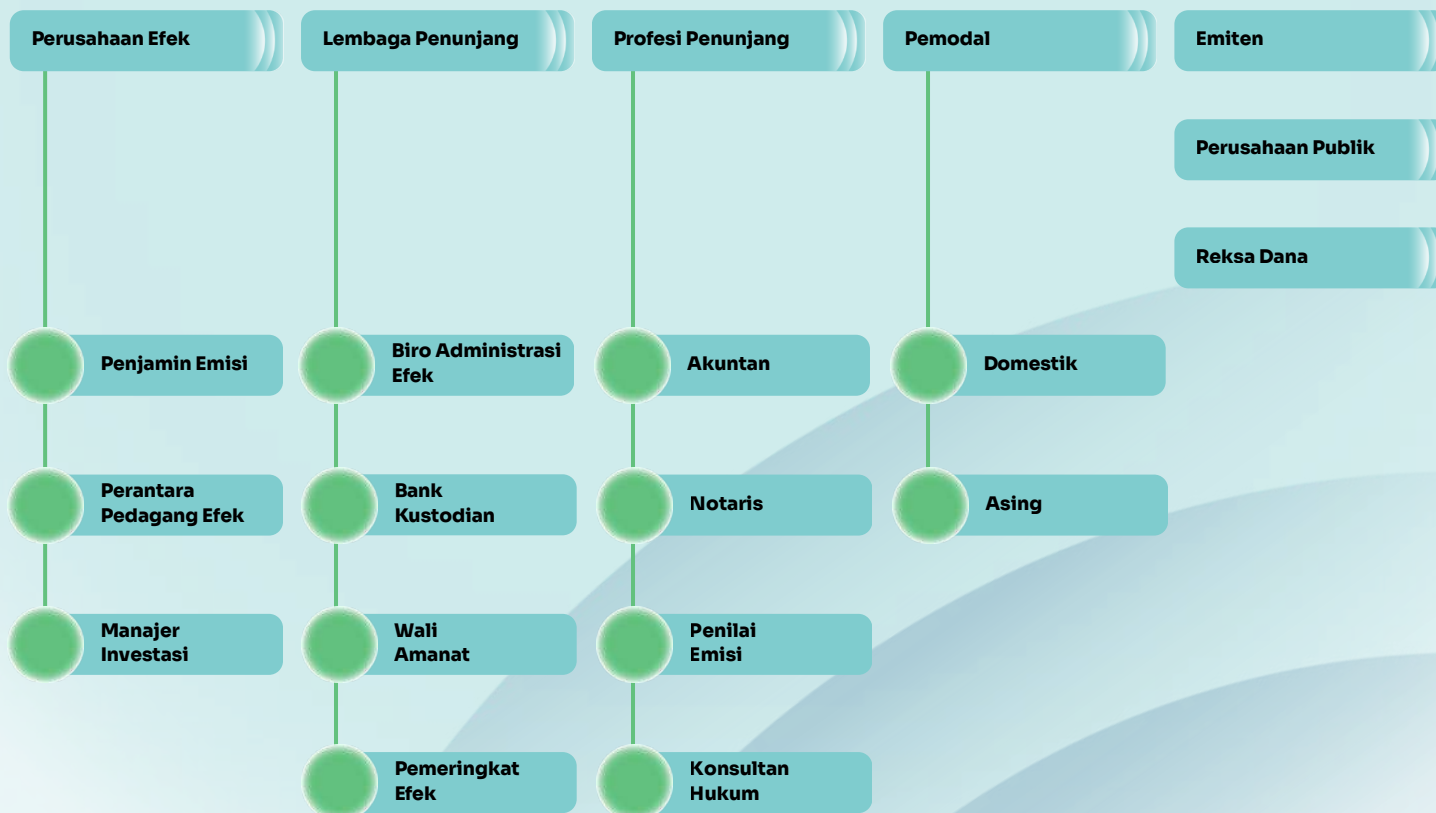 Perusahaan Efek
Lembaga Penunjang
Profesi Penunjang
Pemodal
Emiten
Perusahaan Publik
Reksa Dana
Penjamin Emisi
Biro Administrasi
Efek
Akuntan
Domestik
Perantara
Pedagang Efek
Bank
Kustodian
Notaris
Asing
Manajer
Investasi
Wali
Amanat
Penilai
Emisi
Pemeringkat
Efek
Konsultan
Hukum